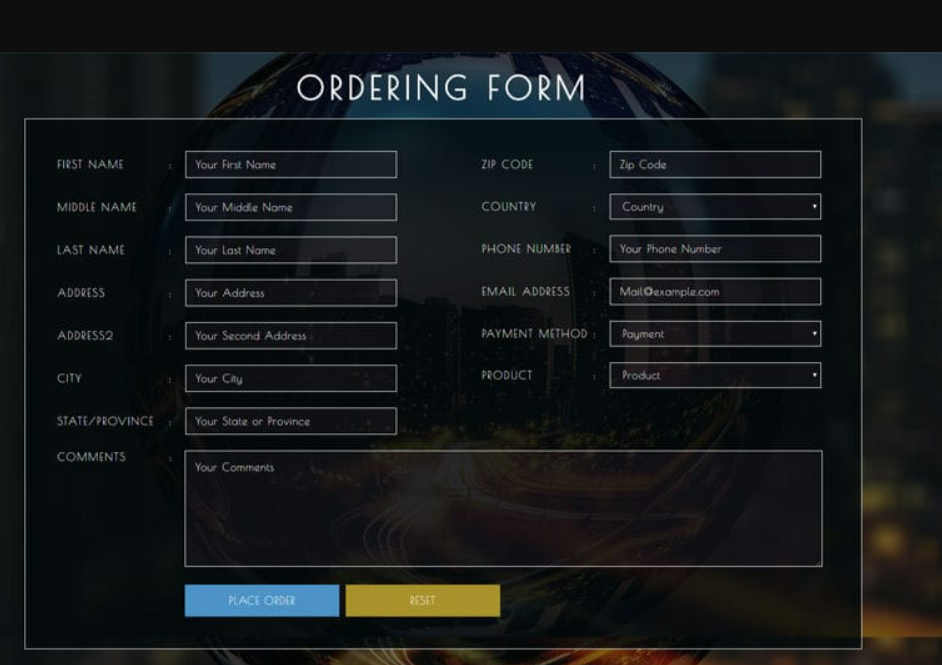 ORDERING FORM
FIRST NAME : Your First Name
MIDDLE NAME : Your Middle Name
LAST NAME : Your Last Name
ADDRESS : Your Address
ADDRESS2 : Your Second Address
CITY : Your City
STATE/PROVINCE : Your State or Province
ZIP CODE : Zip Code
COUNTRY : Country
PHONE NUMBER : Your Phone Number
EMAIL ADDRESS : Mail@example.com
PAYMENT METHOD : Payment
PRODUCT : Product
COMMENTS : Your Comments
PLACE ORDER RESET